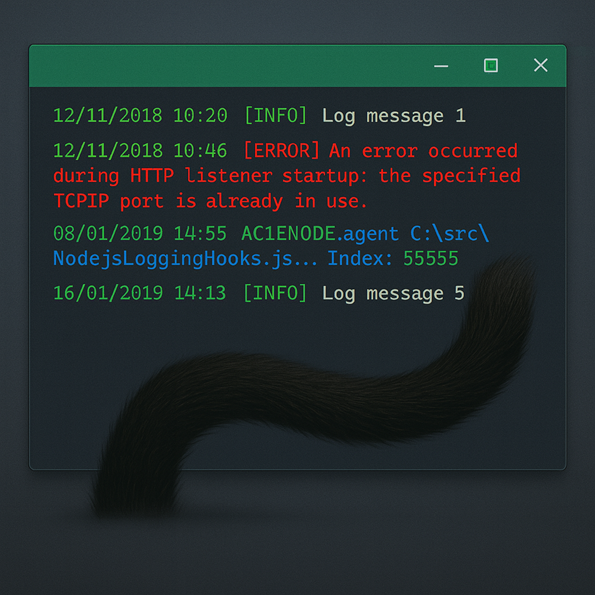 12/11/2018 10:20 [INFO] Log message 1
12/11/2018 10:46 [ERROR] An error occurred
during HTTP listener startup: the specified
TCPIP port is already in use.
08/01/2019 14:55 AC1ENODE.agent C:\src\
NodejsLoggingHooks.js... Index: 55555
16/01/2019 14:13 [INFO] Log message 5